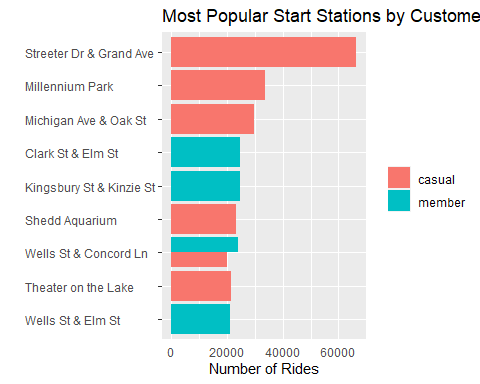 Most Popular Start Stations by Custome
Streeter Dr & Grand Ave
Millennium Park
Michigan Ave & Oak St
Clark St & Elm St
Kingsbury St & Kinzie St
Shedd Aquarium
Wells St & Concord Ln
Theater on the Lake
Wells St & Elm St
casual
member
0 20000 40000 60000
Number of Rides